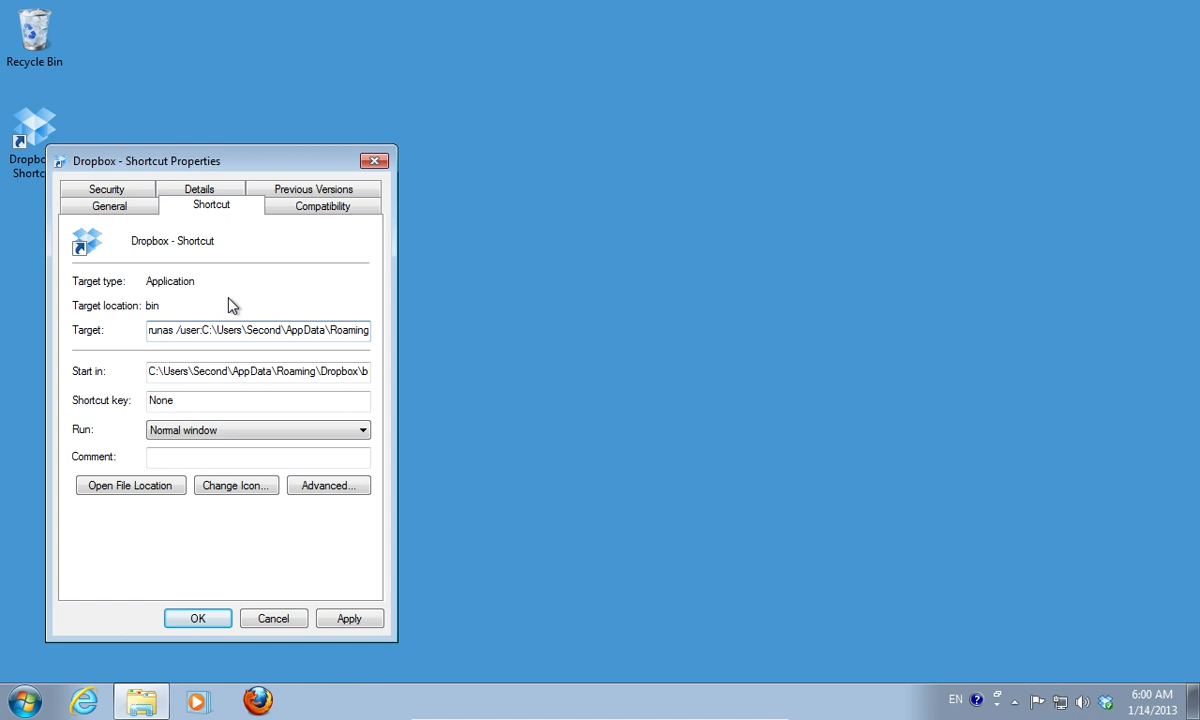 Recycle Bin
Dropbo
Shortc
Dropbox - Shortcut Properties
Security
Details
Previous Versions
General
Shortcut
Compatibility
Dropbox - Shortcut
Target type: Application
Target location: bin
Target: runas /user:C:\Users\Second\AppData\Roaming
Start in: C:\Users\Second\AppData\Roaming\Dropbox\b
Shortcut key: None
Run: Normal window
Comment:
Open File Location
Change Icon...
Advanced...
OK
Cancel
Apply
EN
6:00 AM
1/14/2013